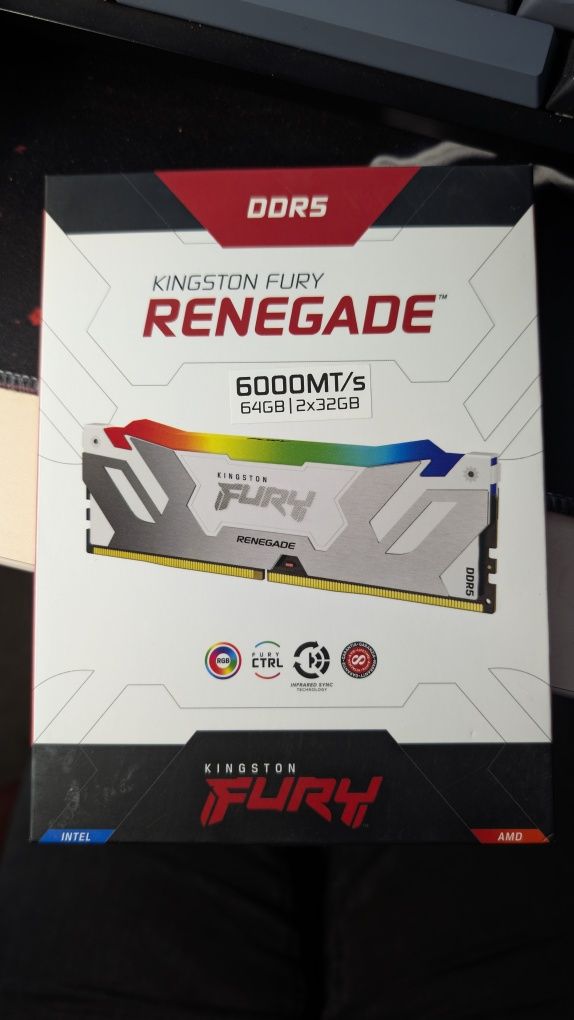 DDR5
KINGSTON FURY
RENEGADE™
6000MT/s
64GB | 2x32GB
KINGSTON
FURY
RENEGADE
DDR5
RGB
FURY
CTRL
INFRARED SYNC
TECHNOLOGY
KINGSTON
FURY
INTEL
AMD